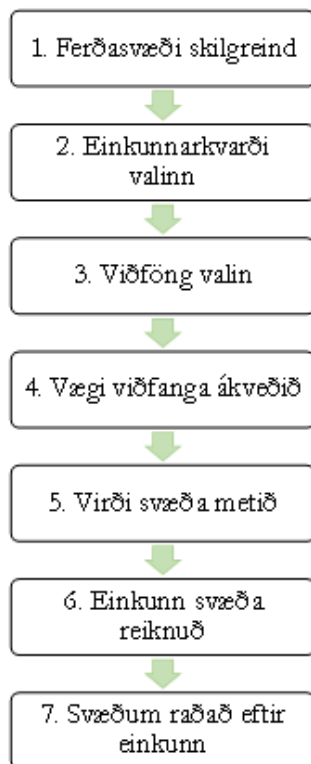 1. Ferðasvæði skilgreind
2. Einkunnarkvarði
valinn
3. Viðföng valin
4. Vægi viðfanga ákveðið
5. Virði svæða metið
6. Einkunn svæða
reiknuð
7. Svæðum raðað eftir
einkunn